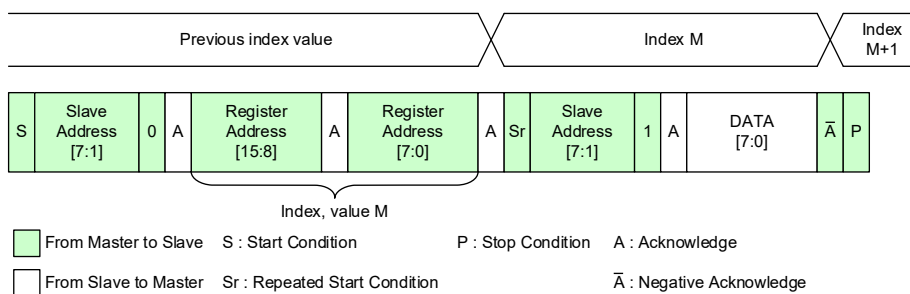 Previous index value
Index M
Index
M+1
S
Slave
Address
[7:1]
0
A
Register
Address
[15:8]
A
Register
Address
[7:0]
A
Sr
Slave
Address
[7:1]
1
A
DATA
[7:0]
A̅
P
Index, value M
From Master to Slave
S : Start Condition
P : Stop Condition
A : Acknowledge
From Slave to Master
Sr : Repeated Start Condition
A̅ : Negative Acknowledge